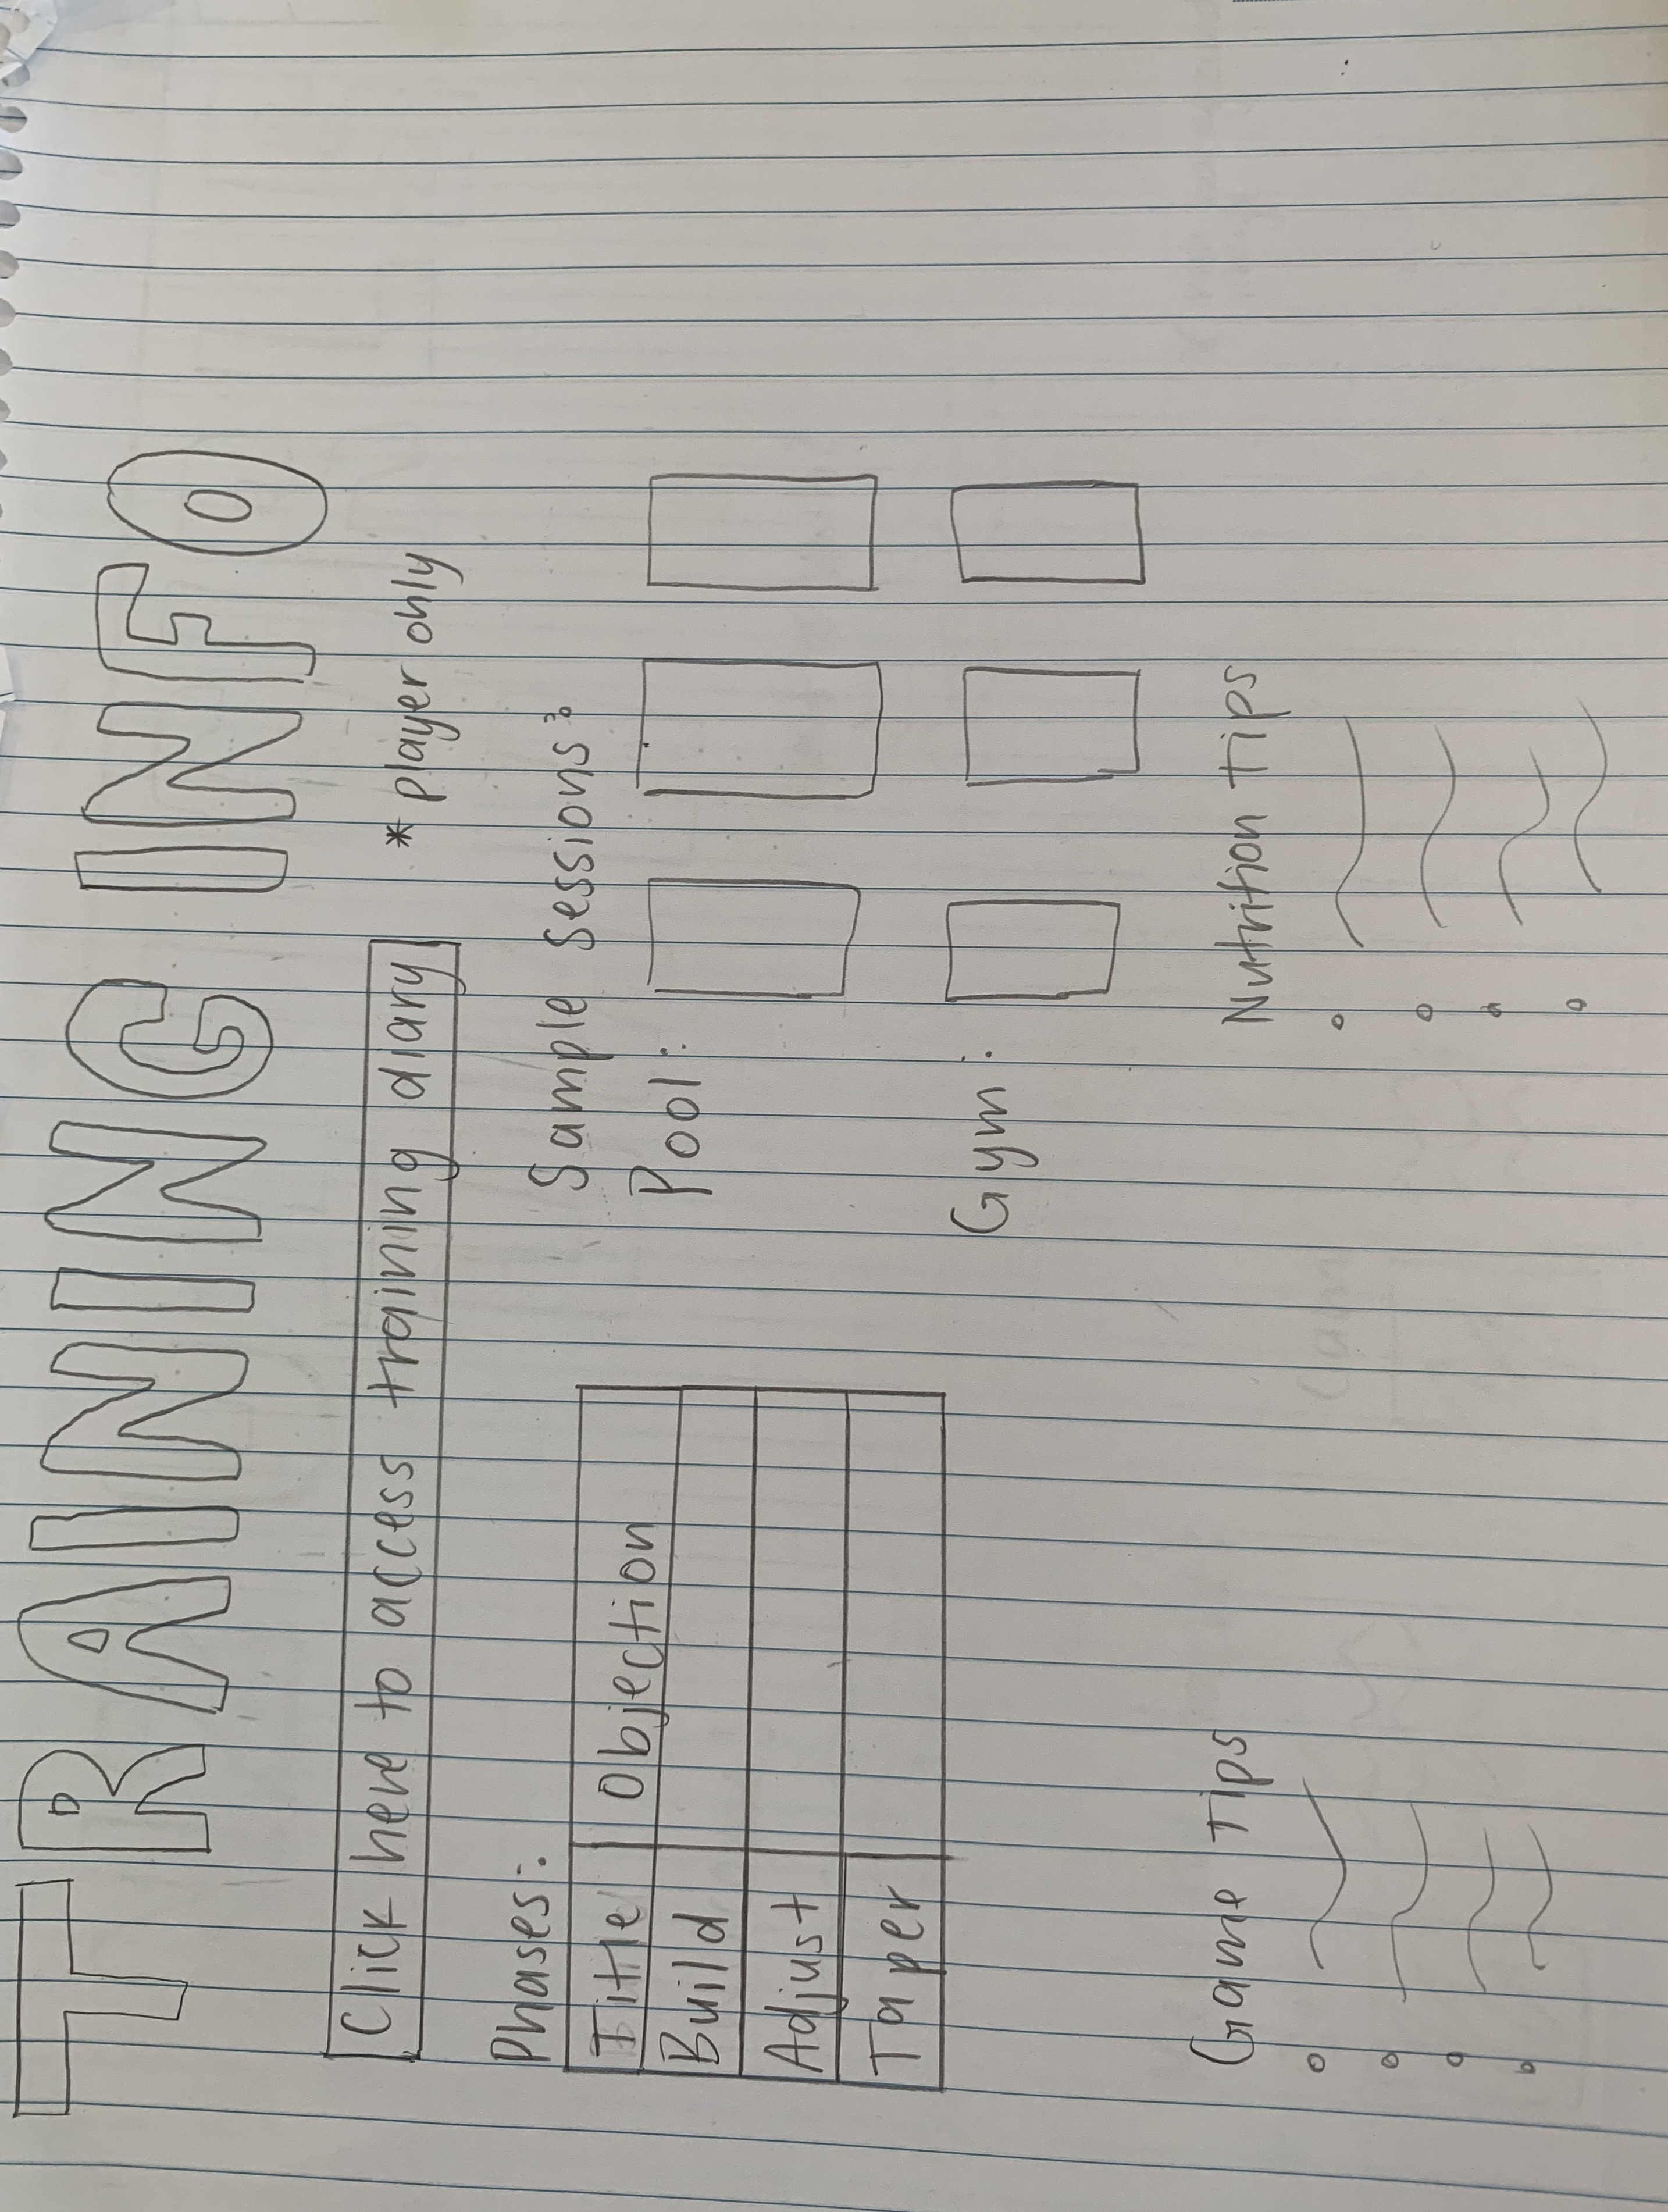 TRAINING INFO
Click here to access training diary
* player only
Phases:
Title Objection
Build
Adjust
Taper
Sample sessions:
Pool:
Gym:
Game Tips
Nutrition Tips